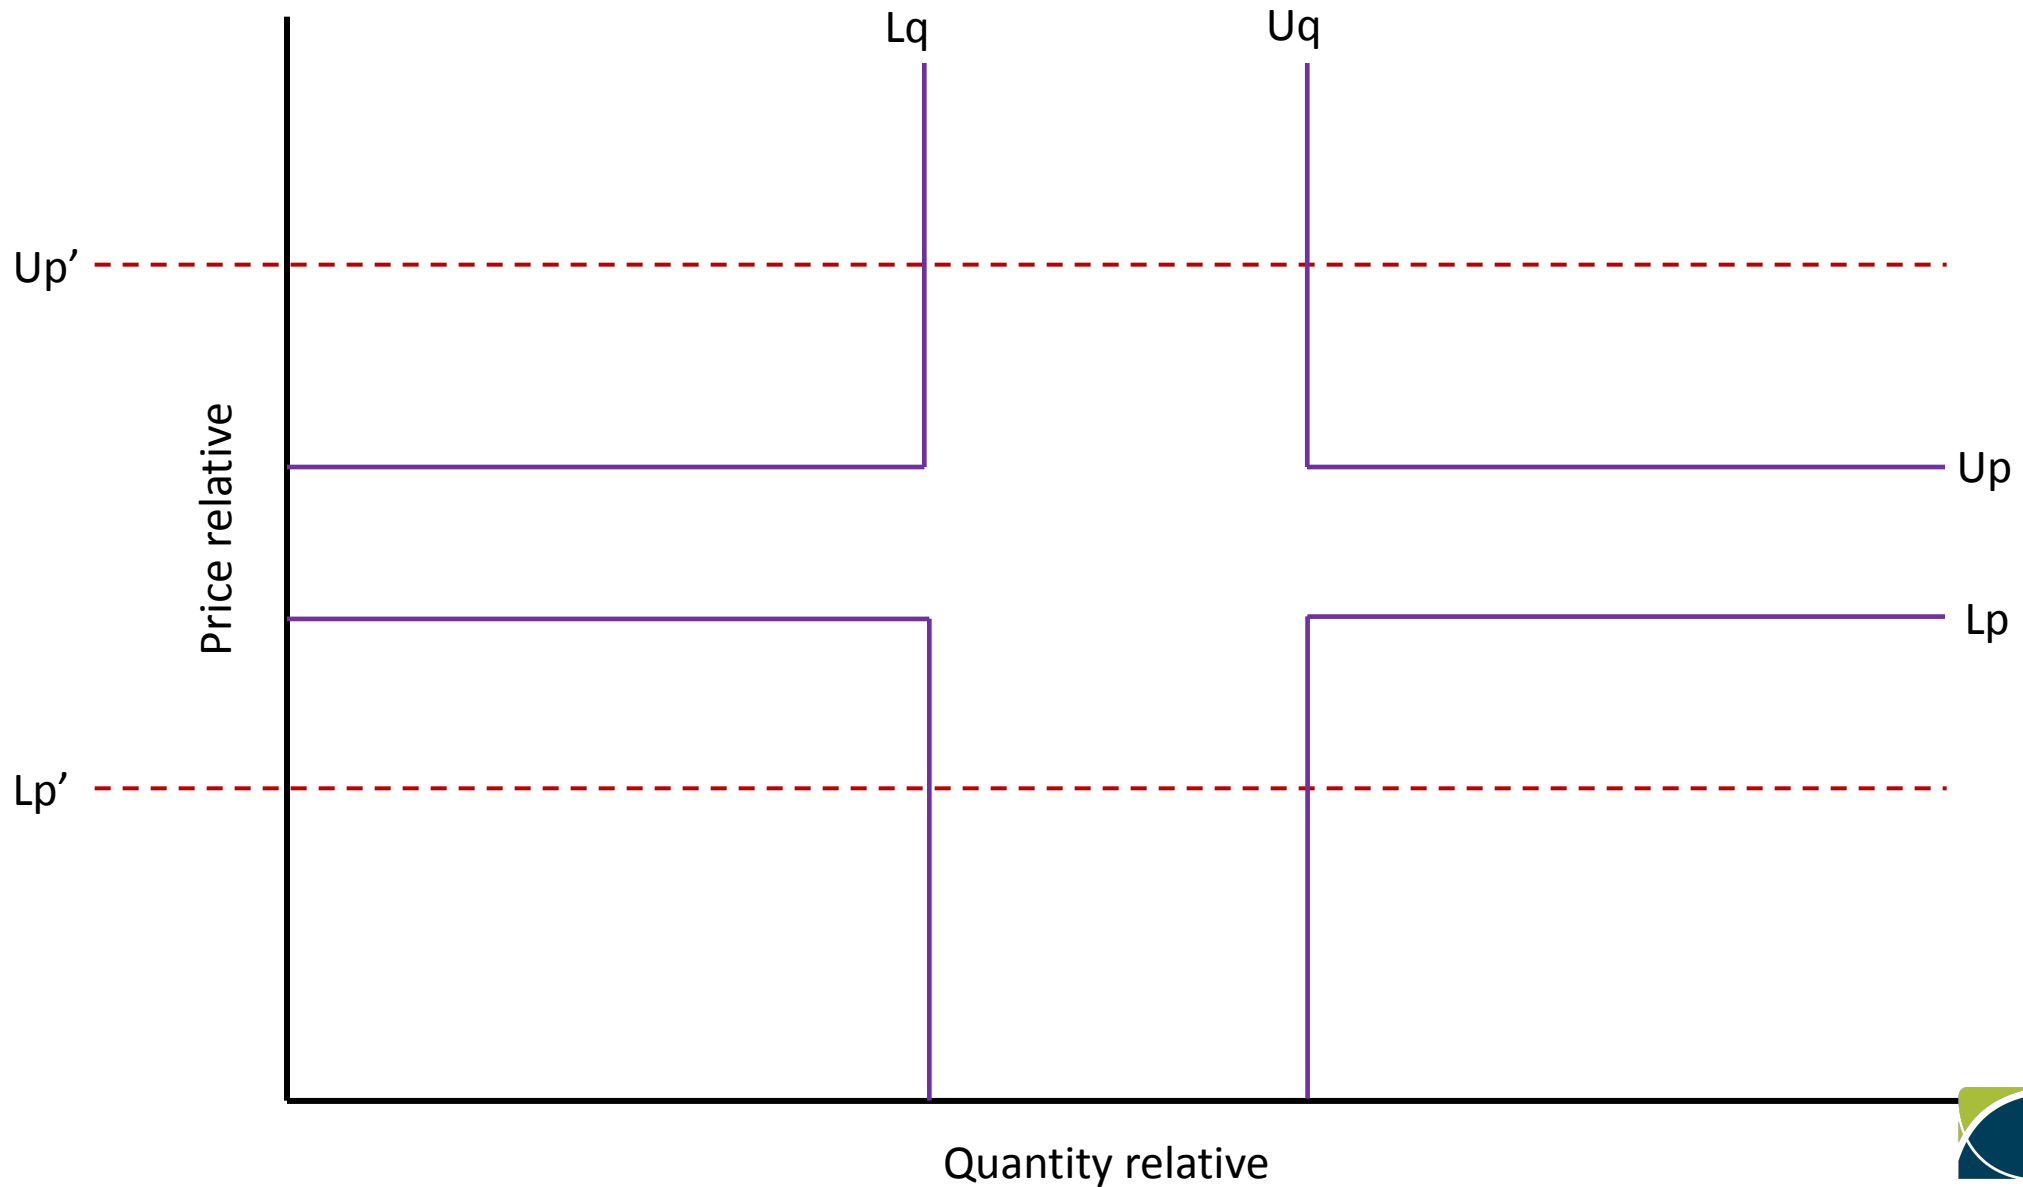 Lq
Uq
Up’
Up
Price relative
Lp
Lp’
Quantity relative